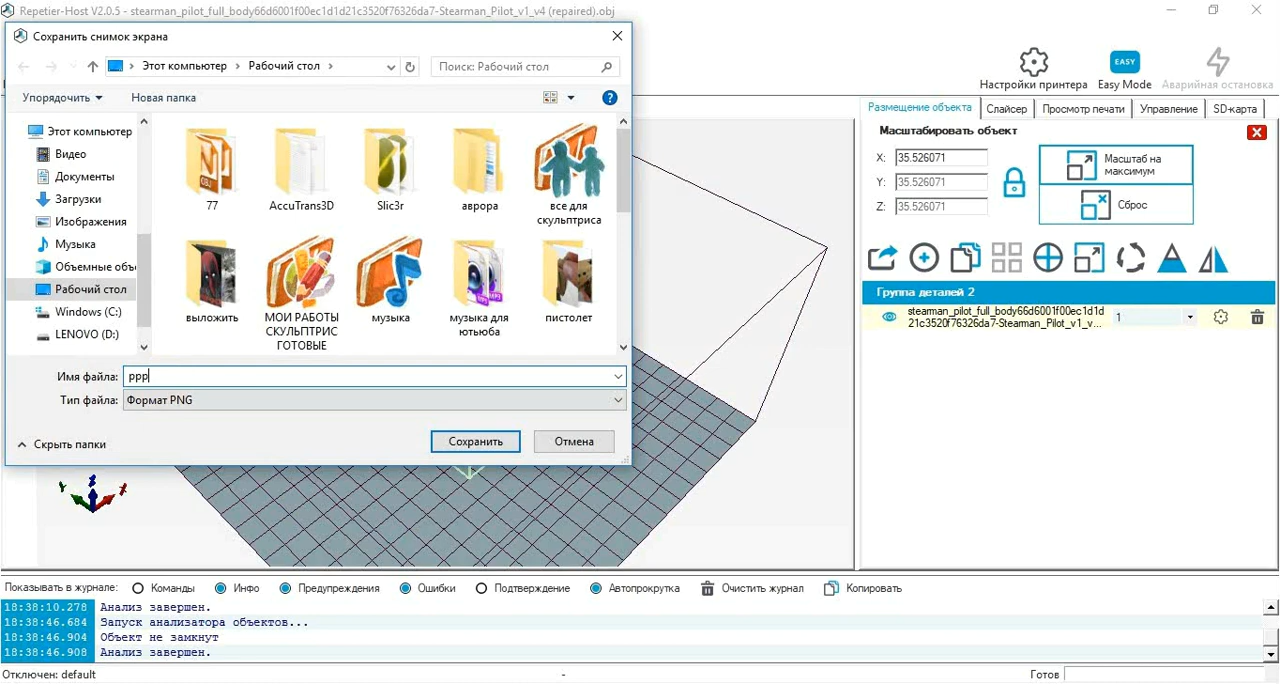 Repetier-Host V2.0.5 - stearman_pilot_full_body66d6001f00ec1d1d21c3520f76326da7-Stearman_Pilot_v1_v4 (repaired).obj
Сохранить снимок экрана
Этот компьютер
Рабочий стол
Поиск: Рабочий стол
Упорядочить
Новая папка
Этот компьютер
Видео
Документы
Загрузки
Изображения
Музыка
Объемные объ
Рабочий стол
Windows (C:)
LENOVO (D:)
77
AccuTrans3D
Slic3r
аврора
все для
скульптриса
выложить
МОИ РАБОТЫ
СКУЛЬПТРИС
ГОТОВЫЕ
музыка
музыка для
ютьюба
пистолет
Имя файла:
ppp
Тип файла:
Формат PNG
Скрыть папки
Сохранить
Отмена
Настройки принтера
EASY
Easy Mode
Аварийная остановка
Размещение объекта
Слайсер
Просмотр печати
Управление
SD-карта
Масштабировать объект
X: 35.526071
Y: 35.526071
Z: 35.526071
Масштаб на
максимум
Сброс
Группа деталей 2
stearman_pilot_full_body66d6001f00ec1d1d
21c3520f76326da7-Stearman_Pilot_v1_v...
1
Y
Z
X
Показывать в журнале:
Команды
Инфо
Предупреждения
Ошибки
Подтверждение
Автопрокрутка
Очистить журнал
Копировать
18:38:10.278 Анализ завершен.
18:38:46.684 Запуск анализатора объектов...
18:38:46.904 Объект не замкнут
18:38:46.908 Анализ завершен.
Отключен: default
-
Готов